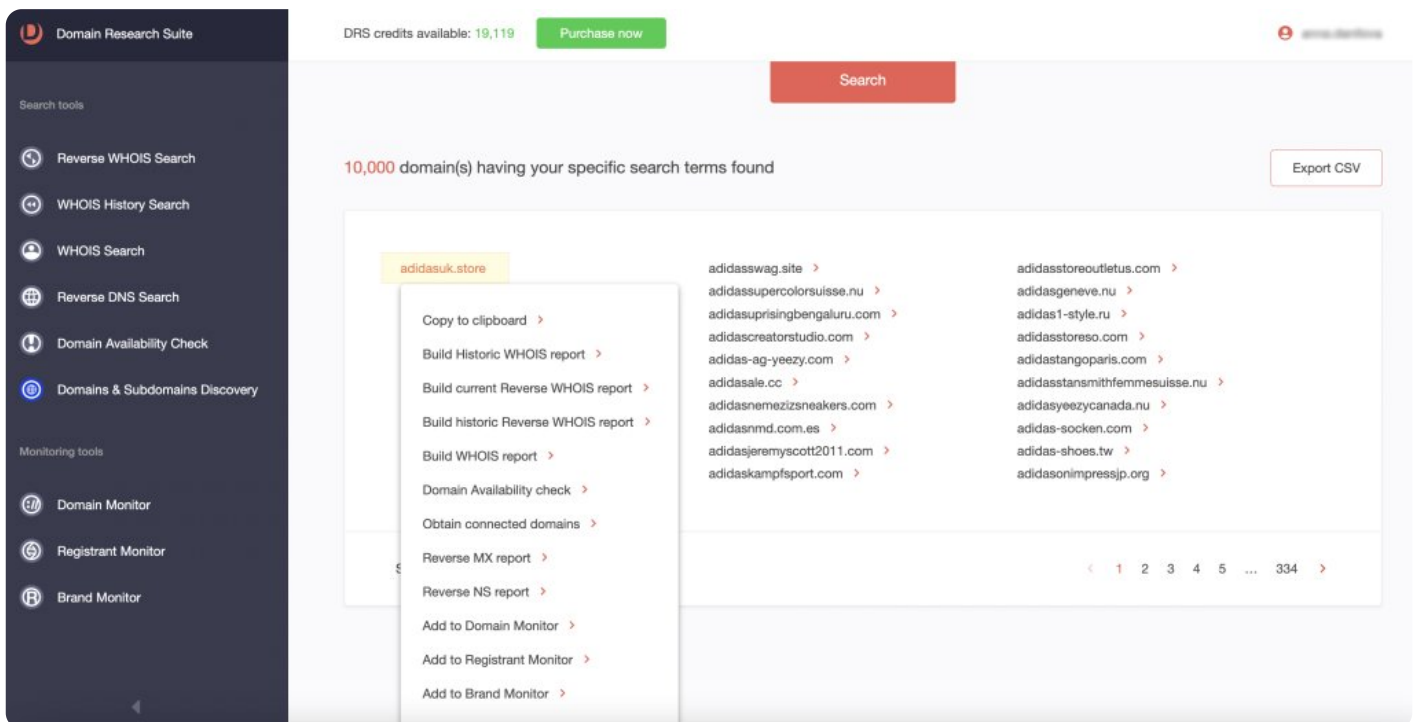 Domain Research Suite
DRS credits available: 19,119
Purchase now
Search tools
Reverse WHOIS Search
WHOIS History Search
WHOIS Search
Reverse DNS Search
Domain Availability Check
Domains & Subdomains Discovery
Monitoring tools
Domain Monitor
Registrant Monitor
Brand Monitor
Search
10,000 domain(s) having your specific search terms found
Export CSV
adidasuk.store
Copy to clipboard
Build Historic WHOIS report
Build current Reverse WHOIS report
Build historic Reverse WHOIS report
Build WHOIS report
Domain Availability check
Obtain connected domains
Reverse MX report
Reverse NS report
Add to Domain Monitor
Add to Registrant Monitor
Add to Brand Monitor
adidasswag.site
adidassupercolorsuisse.nu
adidasuprisingbengaluru.com
adidascreatorstudio.com
adidas-ag-yeezy.com
adidasale.cc
adidasnemezizsneakers.com
adidasnmd.com.es
adidasjeremyscott2011.com
adidaskampfsport.com
adidasstoreoutletus.com
adidasgeneve.nu
adidas1-style.ru
adidasstoreso.com
adidastangoparis.com
adidasstansmithfemmesuisse.nu
adidasyeezycanada.nu
adidas-socken.com
adidas-shoes.tw
adidasonimpressjp.org
1 2 3 4 5 ... 334